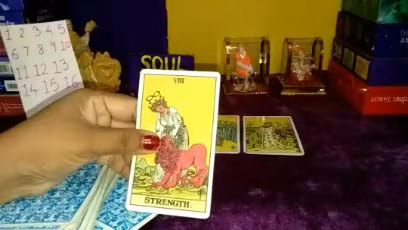 1 2 3 4 5
6 7 8 9 10
11 12 13
14 15 16
SOUL
VIII
STRENGTH.